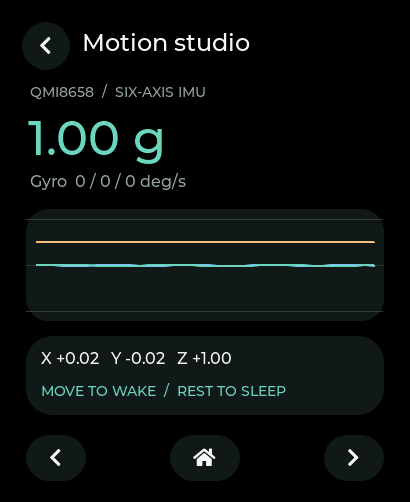 Motion studio
QMI8658 / SIX-AXIS IMU
1.00 g
Gyro 0 / 0 / 0 deg/s
X +0.02 Y -0.02 Z +1.00
MOVE TO WAKE / REST TO SLEEP